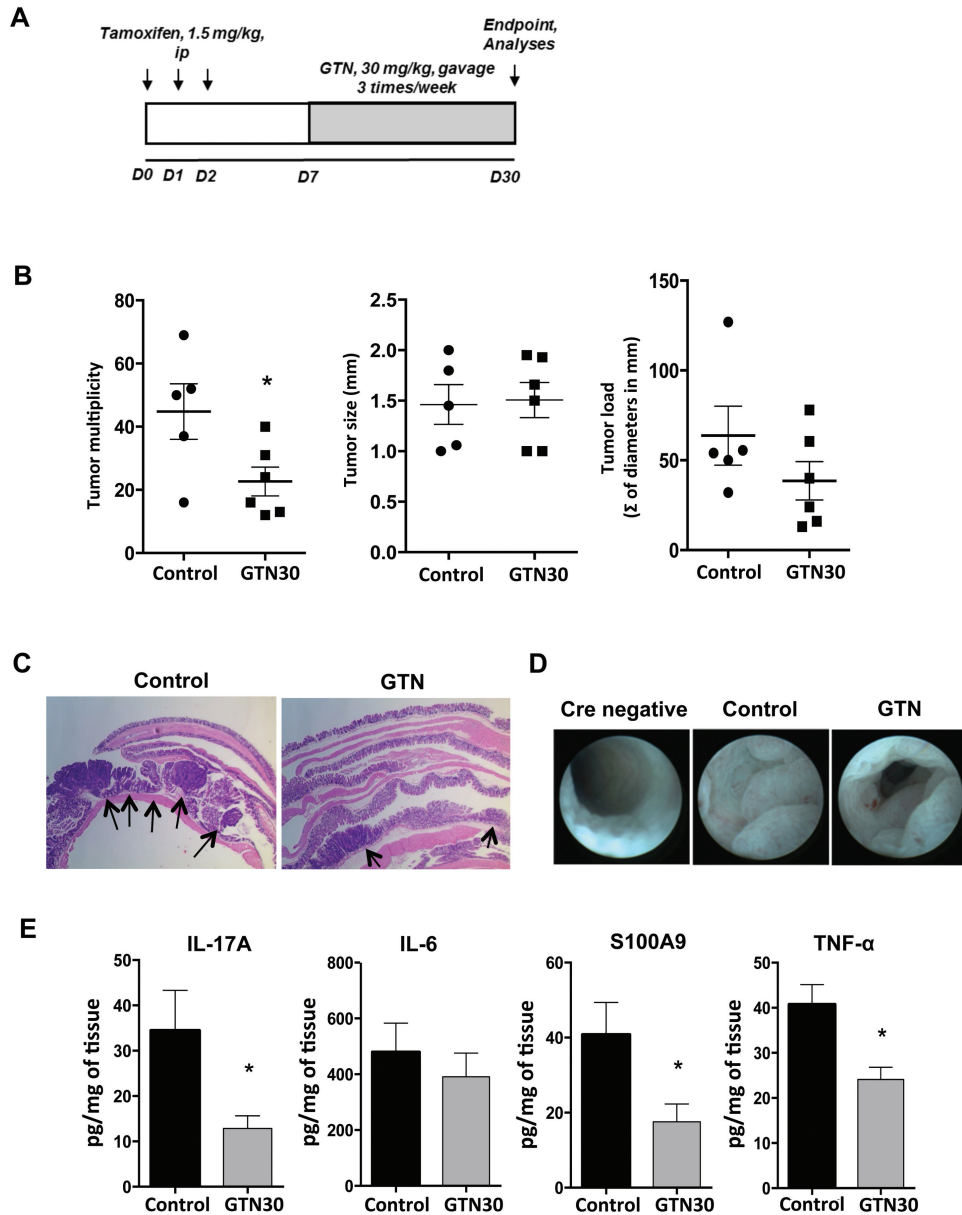 A
Tamoxifen, 1.5 mg/kg,
ip
GTN, 30 mg/kg, gavage
3 times/week
Endpoint,
Analyses
D0 D1 D2 D7 D30
B
Tumor multiplicity
80
60
40
20
0
*
Control GTN30
Tumor size (mm)
2.5
2.0
1.5
1.0
0.5
0.0
Control GTN30
Tumor load
(Σ of diameters in mm)
150
100
50
0
Control GTN30
C
Control GTN
D
Cre negative Control GTN
E
IL-17A
pg/mg of tissue
50
40
30
20
10
0
*
Control GTN30
IL-6
pg/mg of tissue
800
600
400
200
0
Control GTN30
S100A9
pg/mg of tissue
60
40
20
0
*
Control GTN30
TNF-α
pg/mg of tissue
50
40
30
20
10
0
*
Control GTN30